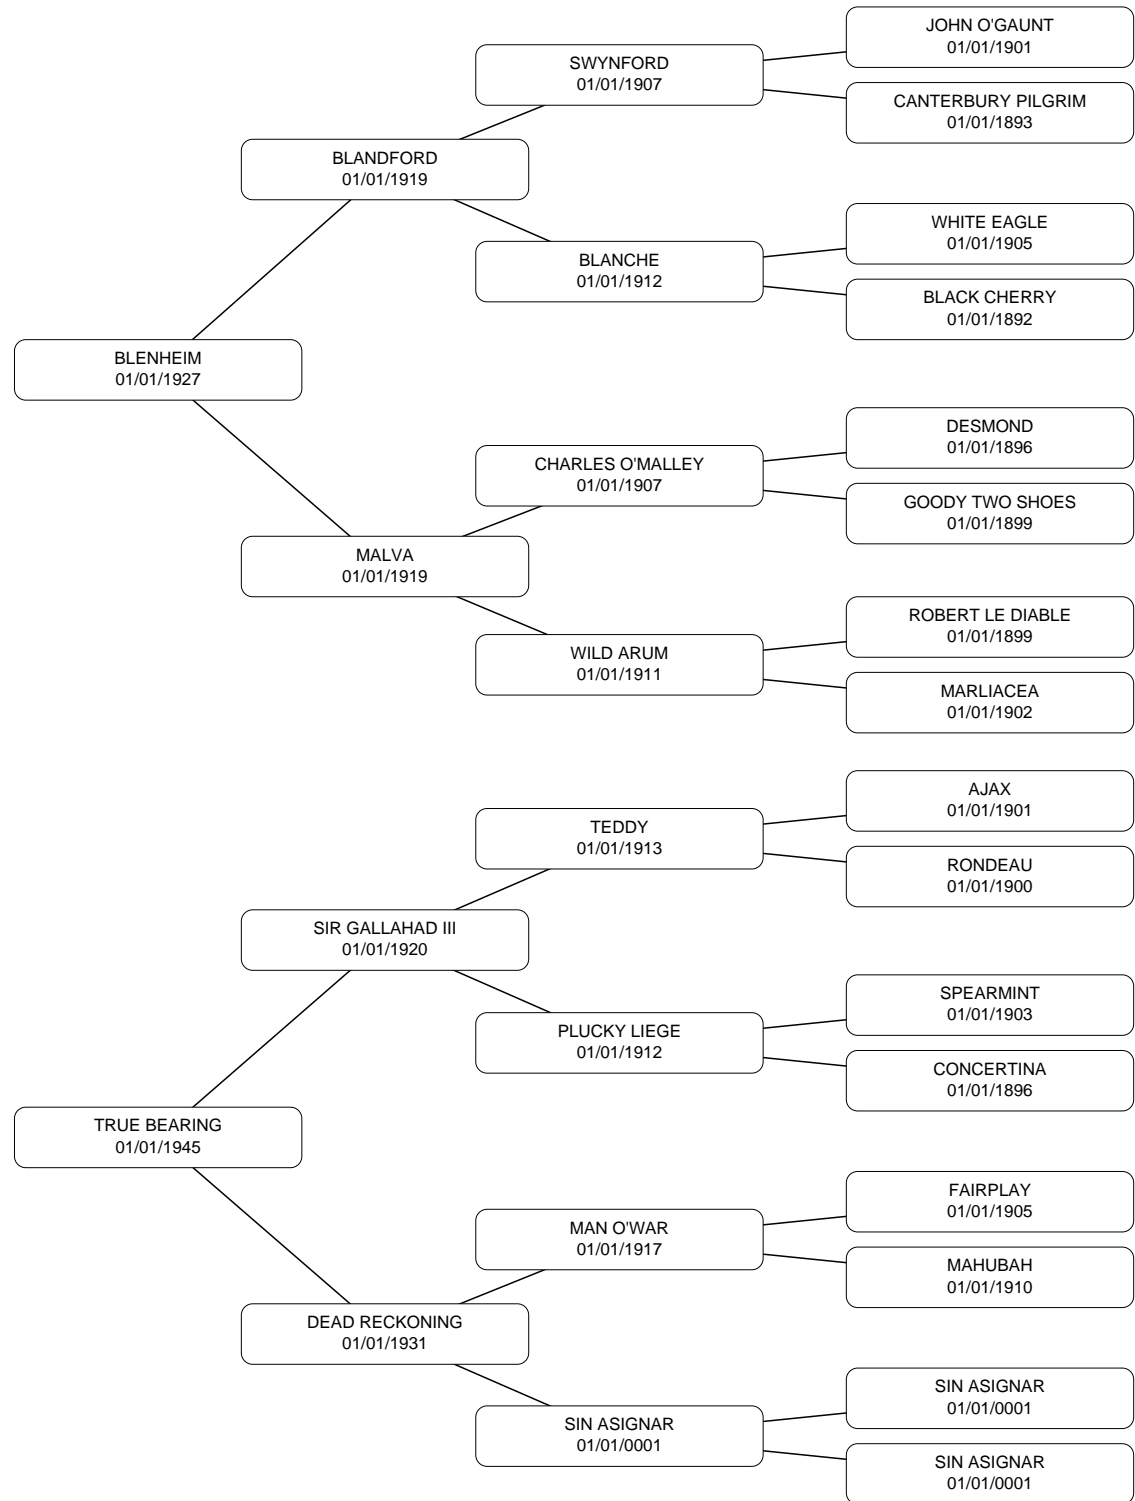 JOHN O'GAUNT
01/01/1901
SWYNFORD
01/01/1907
CANTERBURY PILGRIM
01/01/1893
BLANDFORD
01/01/1919
WHITE EAGLE
01/01/1905
BLANCHE
01/01/1912
BLACK CHERRY
01/01/1892
BLENHEIM
01/01/1927
DESMOND
01/01/1896
CHARLES O'MALLEY
01/01/1907
GOODY TWO SHOES
01/01/1899
MALVA
01/01/1919
ROBERT LE DIABLE
01/01/1899
WILD ARUM
01/01/1911
MARLIACEA
01/01/1902
AJAX
01/01/1901
TEDDY
01/01/1913
RONDEAU
01/01/1900
SIR GALLAHAD III
01/01/1920
SPEARMINT
01/01/1903
PLUCKY LIEGE
01/01/1912
CONCERTINA
01/01/1896
TRUE BEARING
01/01/1945
FAIRPLAY
01/01/1905
MAN O'WAR
01/01/1917
MAHUBAH
01/01/1910
DEAD RECKONING
01/01/1931
SIN ASIGNAR
01/01/0001
SIN ASIGNAR
01/01/0001
SIN ASIGNAR
01/01/0001